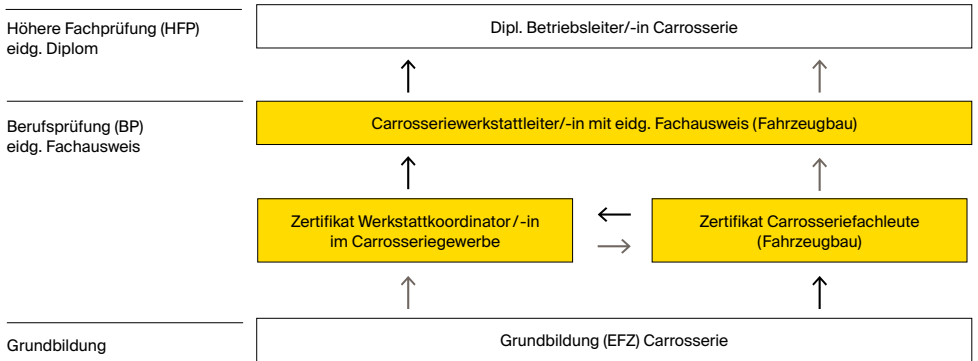 Höhere Fachprüfung (HFP)
eidg. Diplom
Dipl. Betriebsleiter/-in Carrosserie
Berufsprüfung (BP)
eidg. Fachausweis
Carrosseriewerkstattleiter/-in mit eidg. Fachausweis (Fahrzeugbau)
Zertifikat Werkstattkoordinator/-in
im Carrosseriegewerbe
Zertifikat Carrosseriefachleute
(Fahrzeugbau)
Grundbildung
Grundbildung (EFZ) Carrosserie